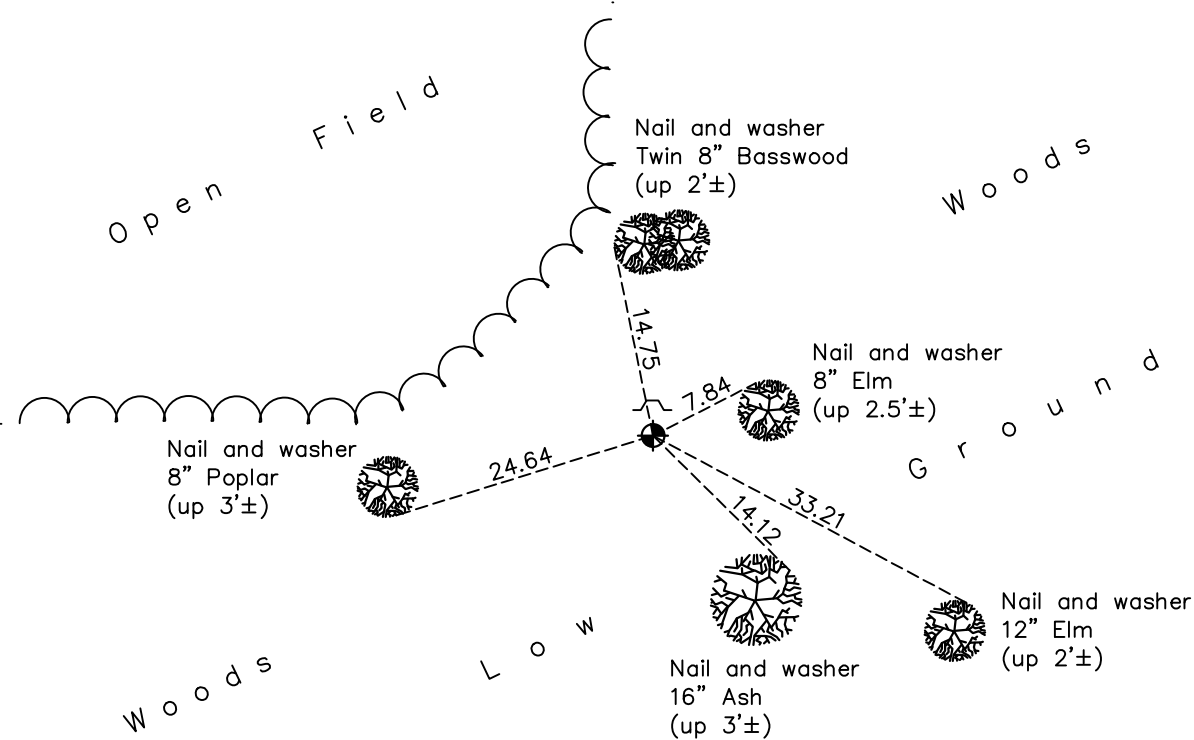 Open Field
Nail and washer
Twin 8” Basswood
(up 2’±)
Woods
14.75
Nail and washer
8” Elm
(up 2.5’±)
7.84
Nail and washer
8” Poplar
(up 3’±)
24.64
14.12
33.21
Nail and washer
16” Ash
(up 3’±)
Nail and washer
12” Elm
(up 2’±)
Low Ground
Woods